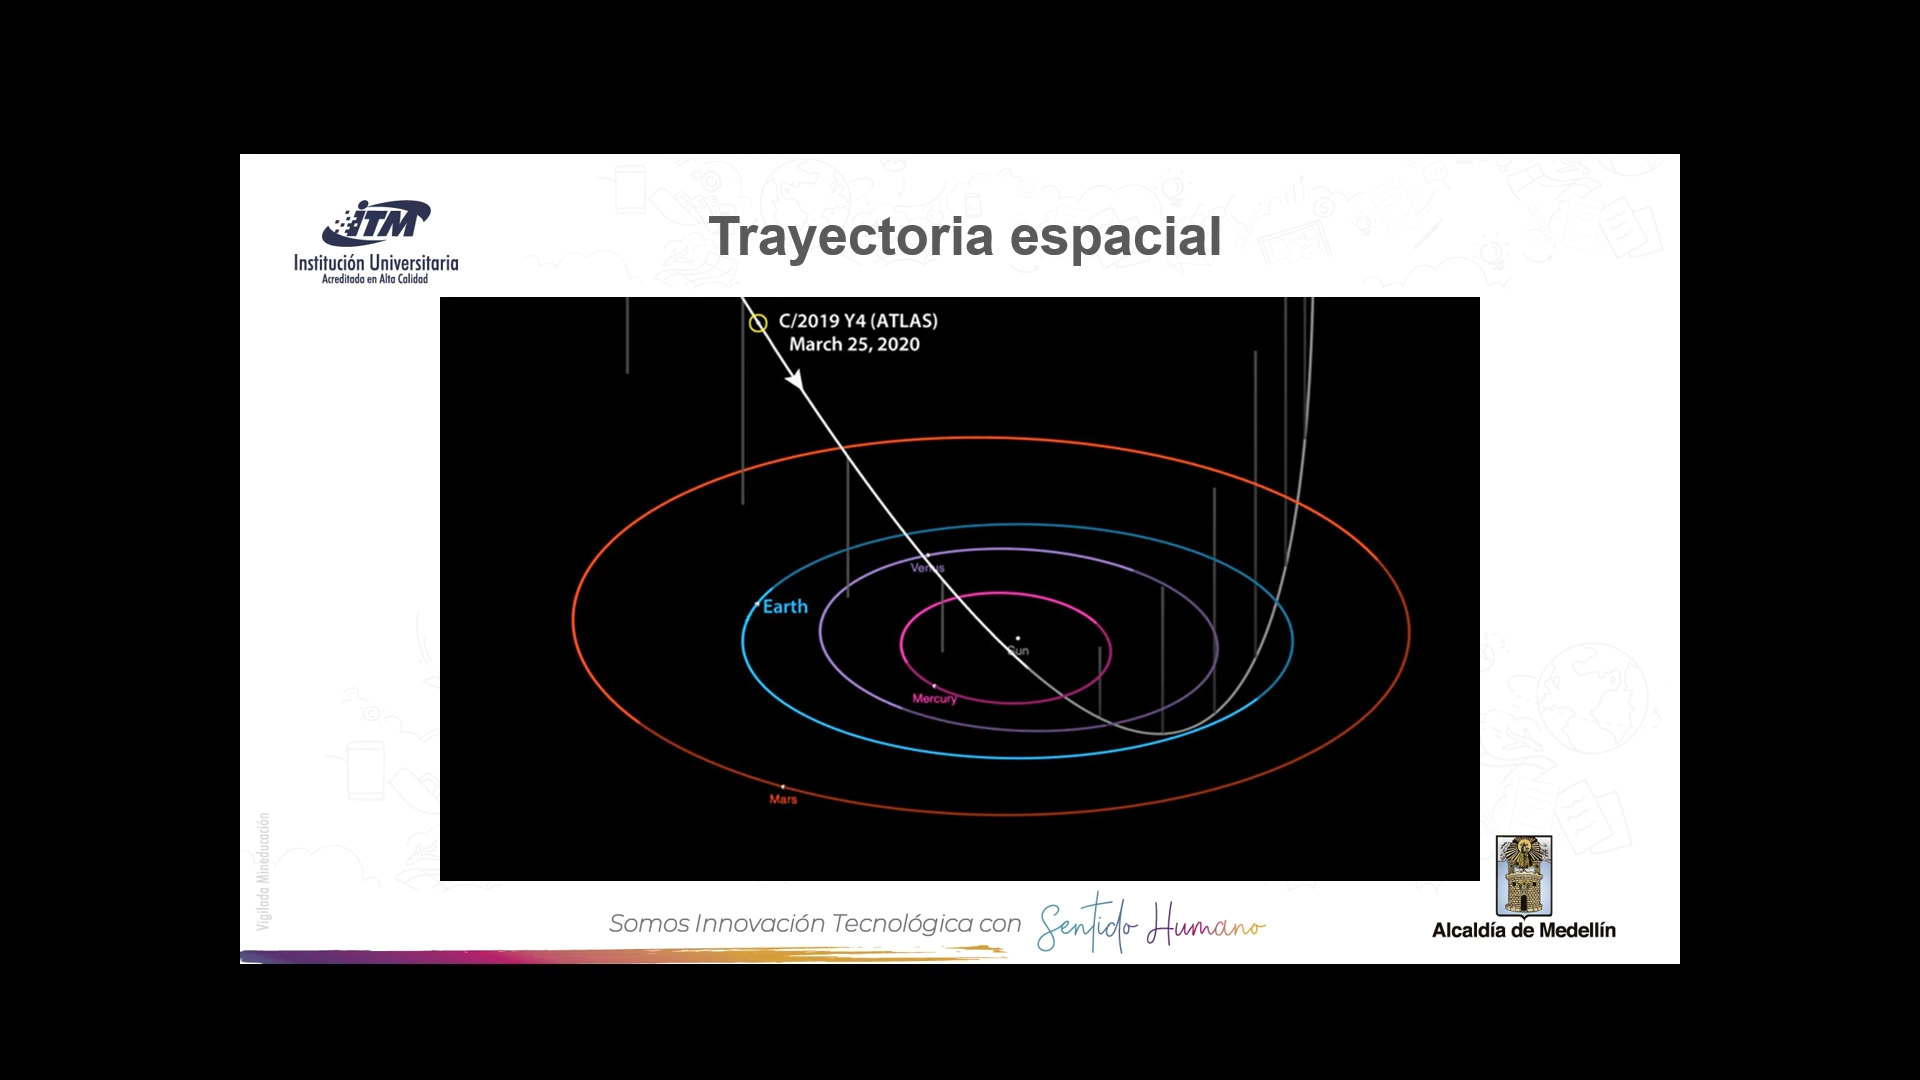 iTM
Institución Universitaria
Acreditada en Alta Calidad
Trayectoria espacial
C/2019 Y4 (ATLAS)
March 25, 2020
Venus
Earth
Sun
Mercury
Mars
Vigilada Mineducación
Somos Innovación Tecnológica con Sentido Humano
Alcaldía de Medellín